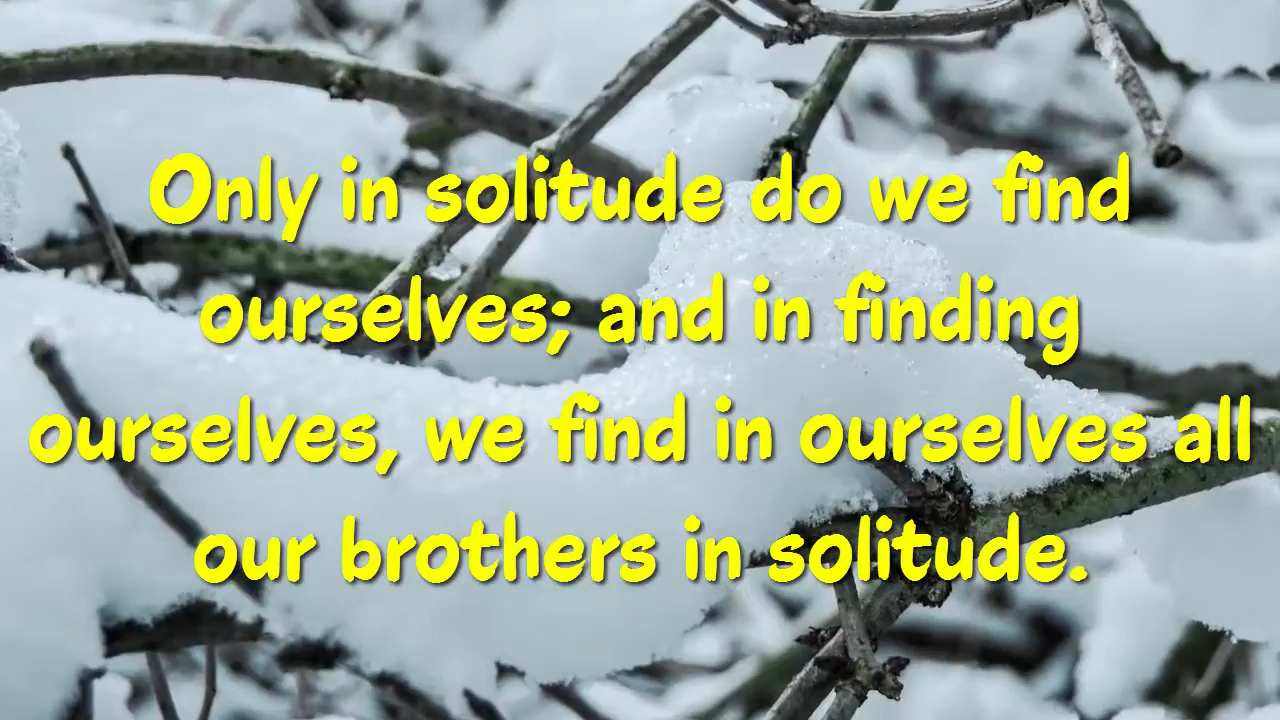 Only in solitude do we find
ourselves; and in finding
ourselves, we find in ourselves all
our brothers in solitude.